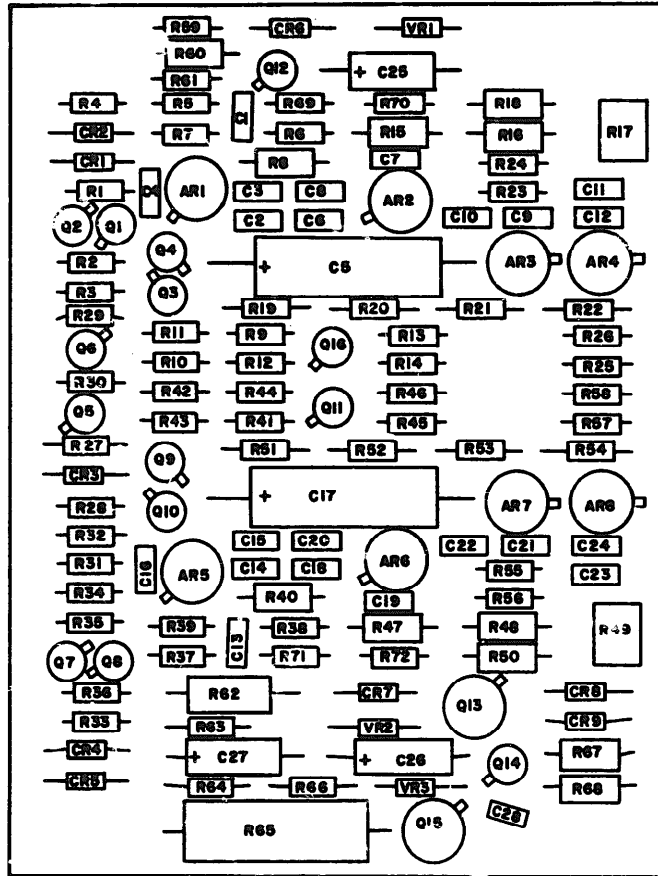 R59 CR6 VR1
R60 Q12 + C25
R61
R4 R5 C1 R69 R70 R18 R17
CR2 R7 R6 R15 R16
CR1 R8 C7 R24
R1 AR1 C3 C8 AR2 R23 C11
Q2 Q1 C2 C6 C10 C9 C12
R2 Q4 + C5 AR3 AR4
R3 Q3
R29 R19 R20 R21 R22
Q6 R11 R9 Q16 R13 R26
R10 R12 R14 R25
R30 R42 R44 R46 R58
Q5 R43 R41 Q11 R45 R57
R27 R51 R52 R53 R54
CR3 Q9
R28 Q10 + C17 AR7 AR8
R32 C15 C20 C22 C21 C24
R31 C16 AR5 C14 C18 AR6 R55 C23
R34 R40 C19 R56
R35 R39 C13 R38 R47 R48 R49
Q7 Q8 R37 R71 R72 R50
R36 R62 CR7 Q13 CR8
R33 R63 VR2 CR9
CR4 + C27 + C26 Q14 R67
CR5 R64 R66 VR3 R68
R65 Q15 C28